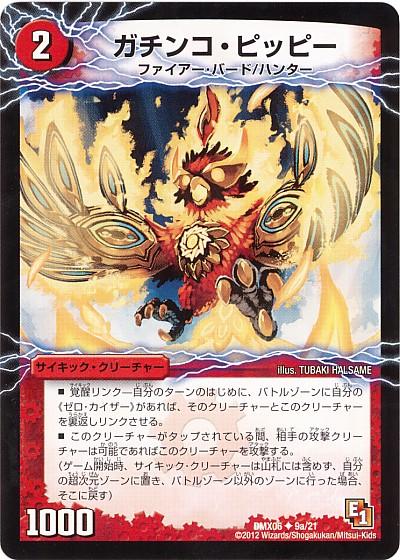 2
ガチンコ・ピッピー
ファイアー・バード/ハンター
サイキック・クリーチャー
illus. TUBAKI HALSAME
■ 覚醒リンク―自分のターンのはじめに、バトルゾーンに自分の
《ゼロ・カイザー》があれば、そのクリーチャーとこのクリーチャー
を裏返しリンクさせる。
■ このクリーチャーがタップされている間、相手の攻撃クリー
チャーは可能であればこのクリーチャーを攻撃する。
(ゲーム開始時、サイキック・クリーチャーは山札には含めず、自分
の超次元ゾーンに置き、バトルゾーン以外のゾーンに行った場合、
そこに戻す)
1000
DMX06 ◆ 9a/21
©2012 Wizards/Shogakukan/Mitsui-Kids
E1